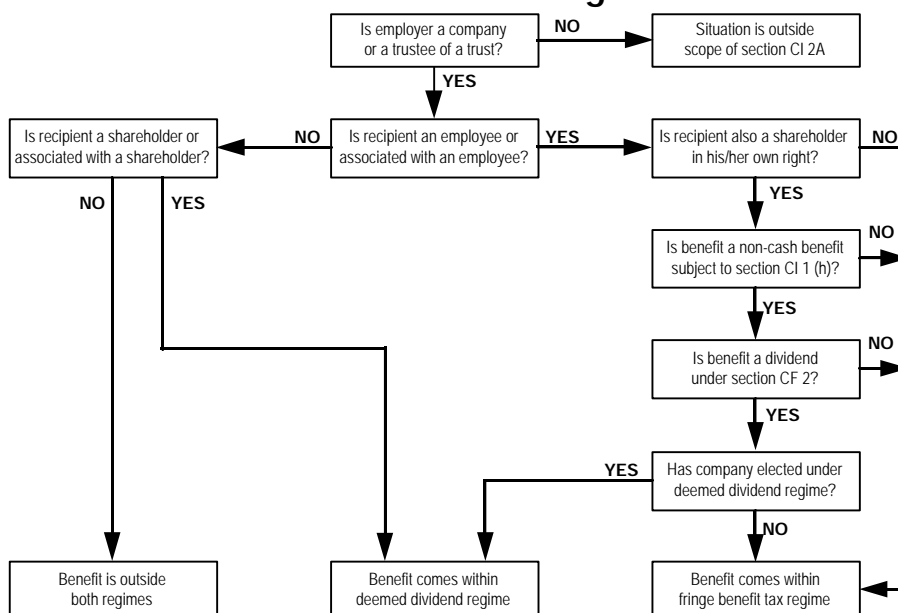 Is employer a company
or a trustee of a trust?
NO
Situation is outside
scope of section CI 2A
YES
Is recipient a shareholder or
associated with a shareholder?
NO
Is recipient an employee or
associated with an employee?
YES
Is recipient also a shareholder
in his/her own right?
NO
NO
YES
YES
Is benefit a non-cash benefit
subject to section CI 1 (h)?
NO
YES
Is benefit a dividend
under section CF 2?
NO
YES
YES
Has company elected under
deemed dividend regime?
NO
Benefit is outside
both regimes
Benefit comes within
deemed dividend regime
Benefit comes within
fringe benefit tax regime